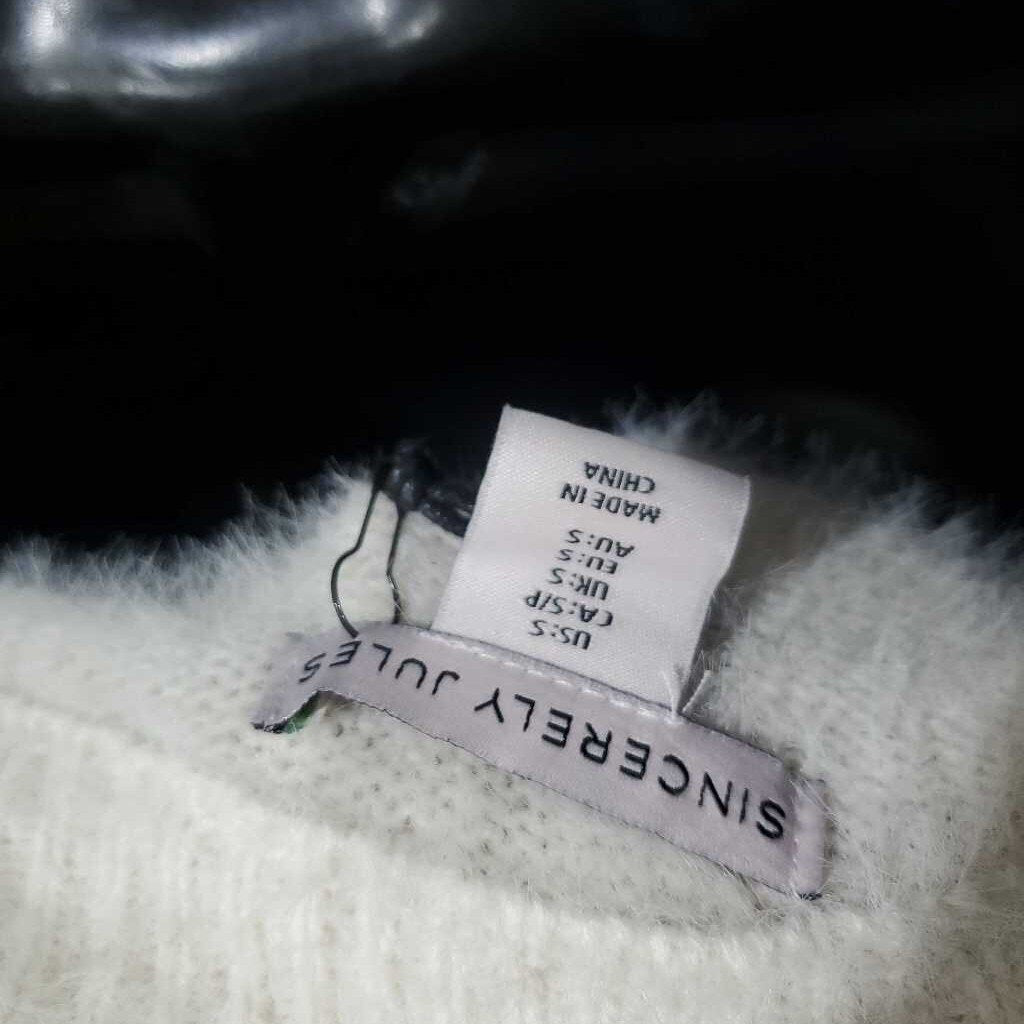 SINCERELY JULES
US:S
CA:S/P
UK:S
EU:S
AU:S
MADE IN
CHINA